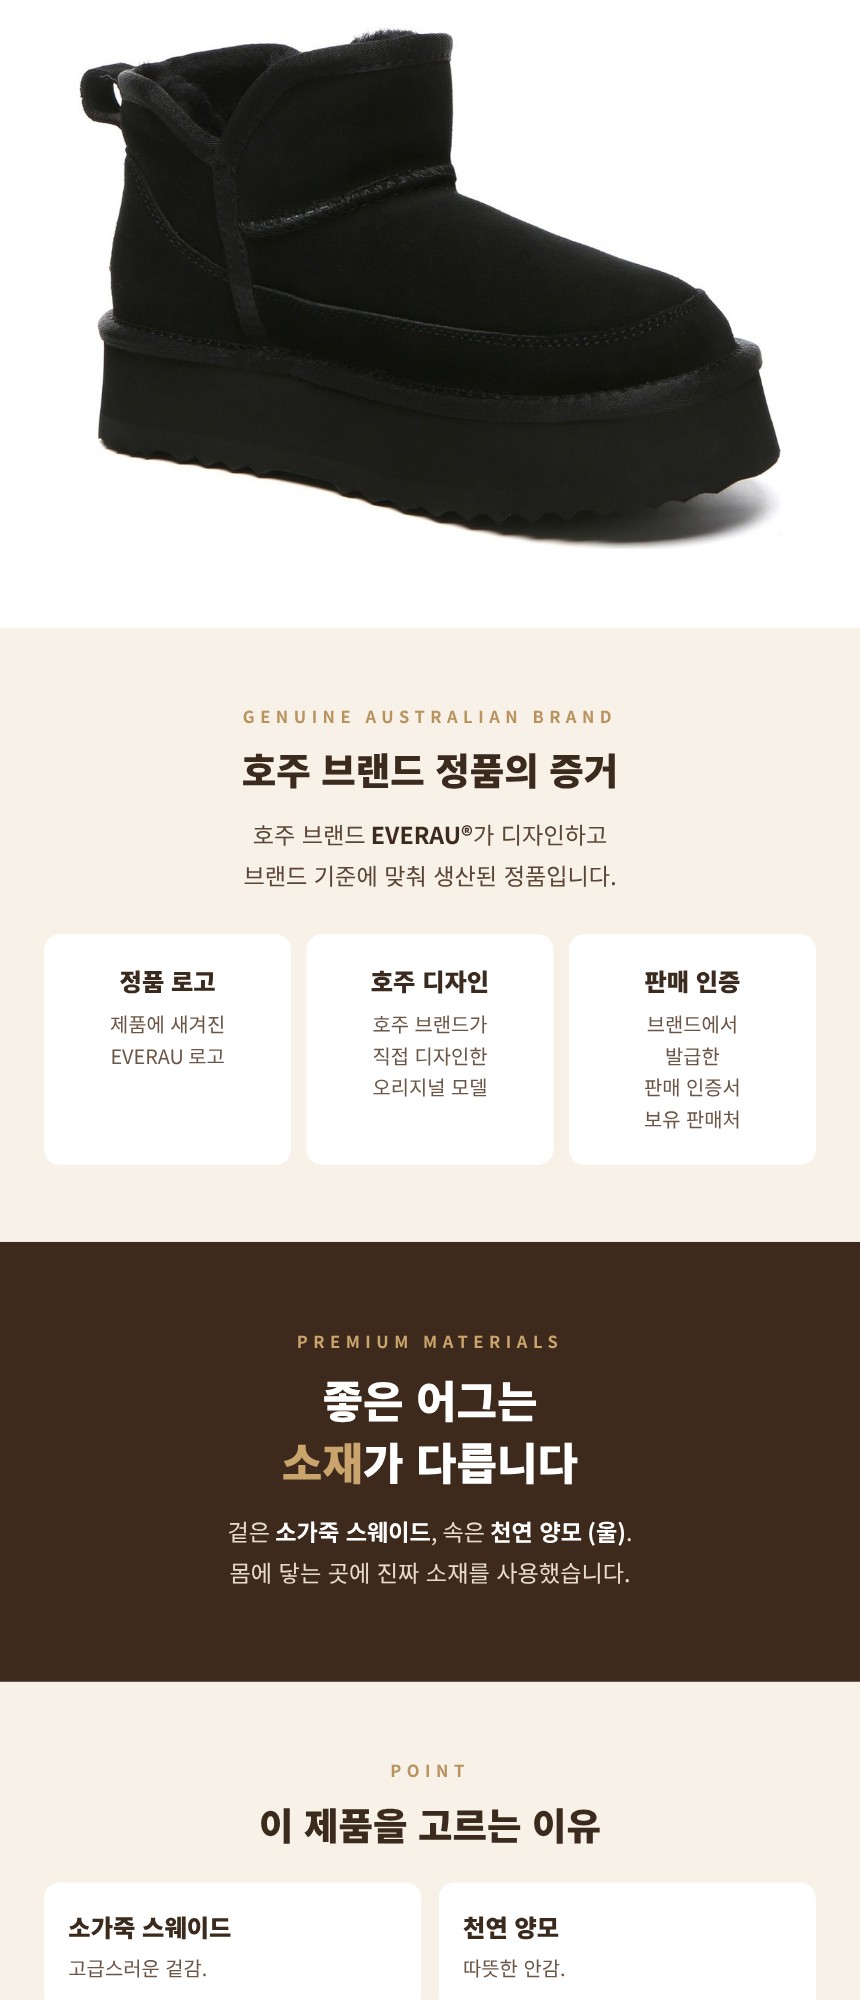 GENUINE AUSTRALIAN BRAND
호주 브랜드 정품의 증거
호주 브랜드 EVERAU®가 디자인하고
브랜드 기준에 맞춰 생산된 정품입니다.
정품 로고
제품에 새겨진
EVERAU 로고
호주 디자인
호주 브랜드가
직접 디자인한
오리지널 모델
판매 인증
브랜드에서
발급한
판매 인증서
보유 판매처
PREMIUM MATERIALS
좋은 어그는
소재가 다릅니다
겉은 소가죽 스웨이드, 속은 천연 양모 (울).
몸에 닿는 곳에 진짜 소재를 사용했습니다.
POINT
이 제품을 고르는 이유
소가죽 스웨이드
고급스러운 겉감.
천연 양모
따뜻한 안감.